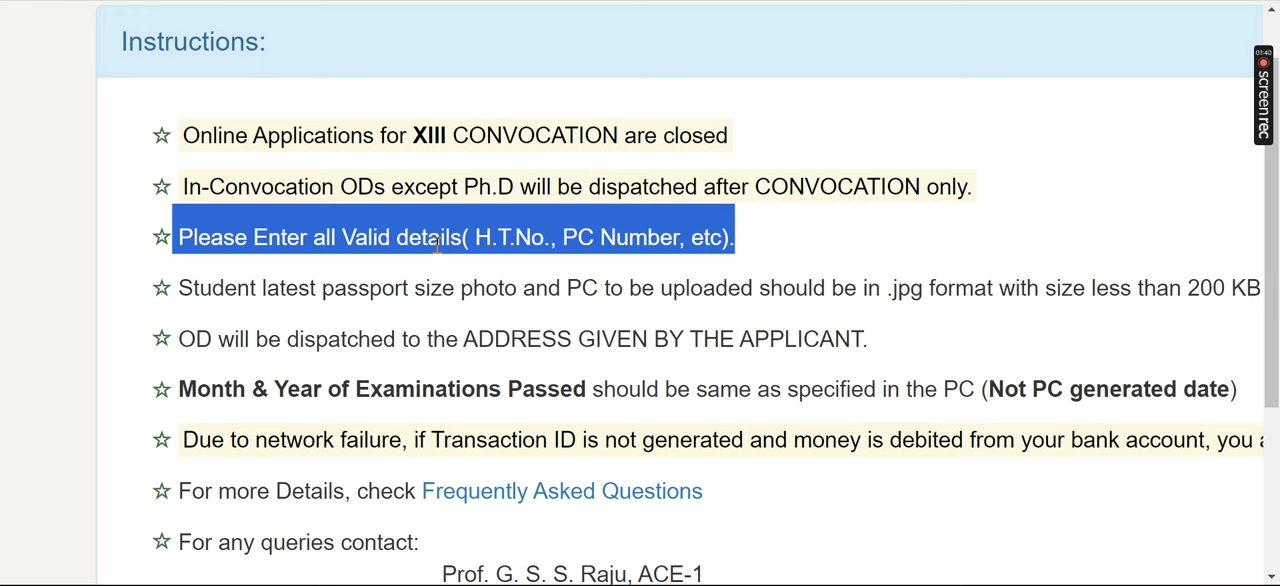 Instructions:
01:40
screenrec
☆ Online Applications for XIII CONVOCATION are closed
☆ In-Convocation ODs except Ph.D will be dispatched after CONVOCATION only.
☆ Please Enter all Valid details( H.T.No., PC Number, etc).
☆ Student latest passport size photo and PC to be uploaded should be in .jpg format with size less than 200 KB
☆ OD will be dispatched to the ADDRESS GIVEN BY THE APPLICANT.
☆ Month & Year of Examinations Passed should be same as specified in the PC (Not PC generated date)
☆ Due to network failure, if Transaction ID is not generated and money is debited from your bank account, you
☆ For more Details, check Frequently Asked Questions
☆ For any queries contact:
Prof. G. S. S. Raju, ACE-1